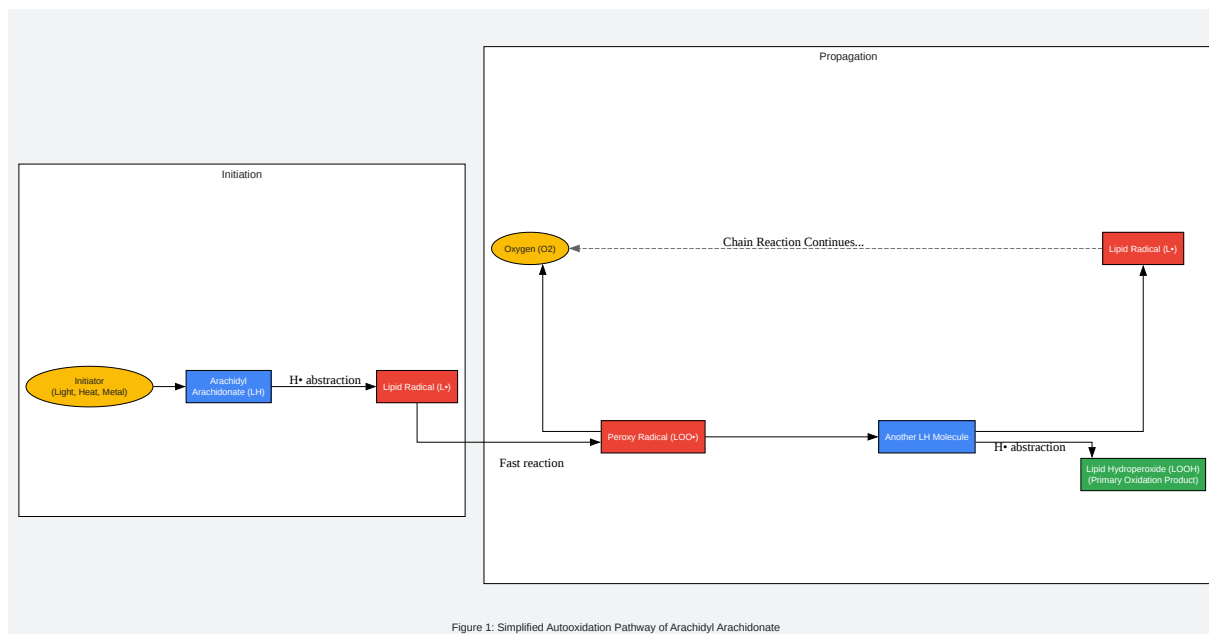 Propagation
Initiation
Oxygen (O2)
Chain Reaction Continues...
Lipid Radical (L•)
Initiator
(Light, Heat, Metal)
Arachidyl
Arachidonate (LH)
H• abstraction
Lipid Radical (L•)
Fast reaction
Peroxy Radical (LOO•)
Another LH Molecule
H• abstraction
Lipid Hydroperoxide (LOOH)
(Primary Oxidation Product)
Figure 1: Simplified Autooxidation Pathway of Arachidyl Arachidonate